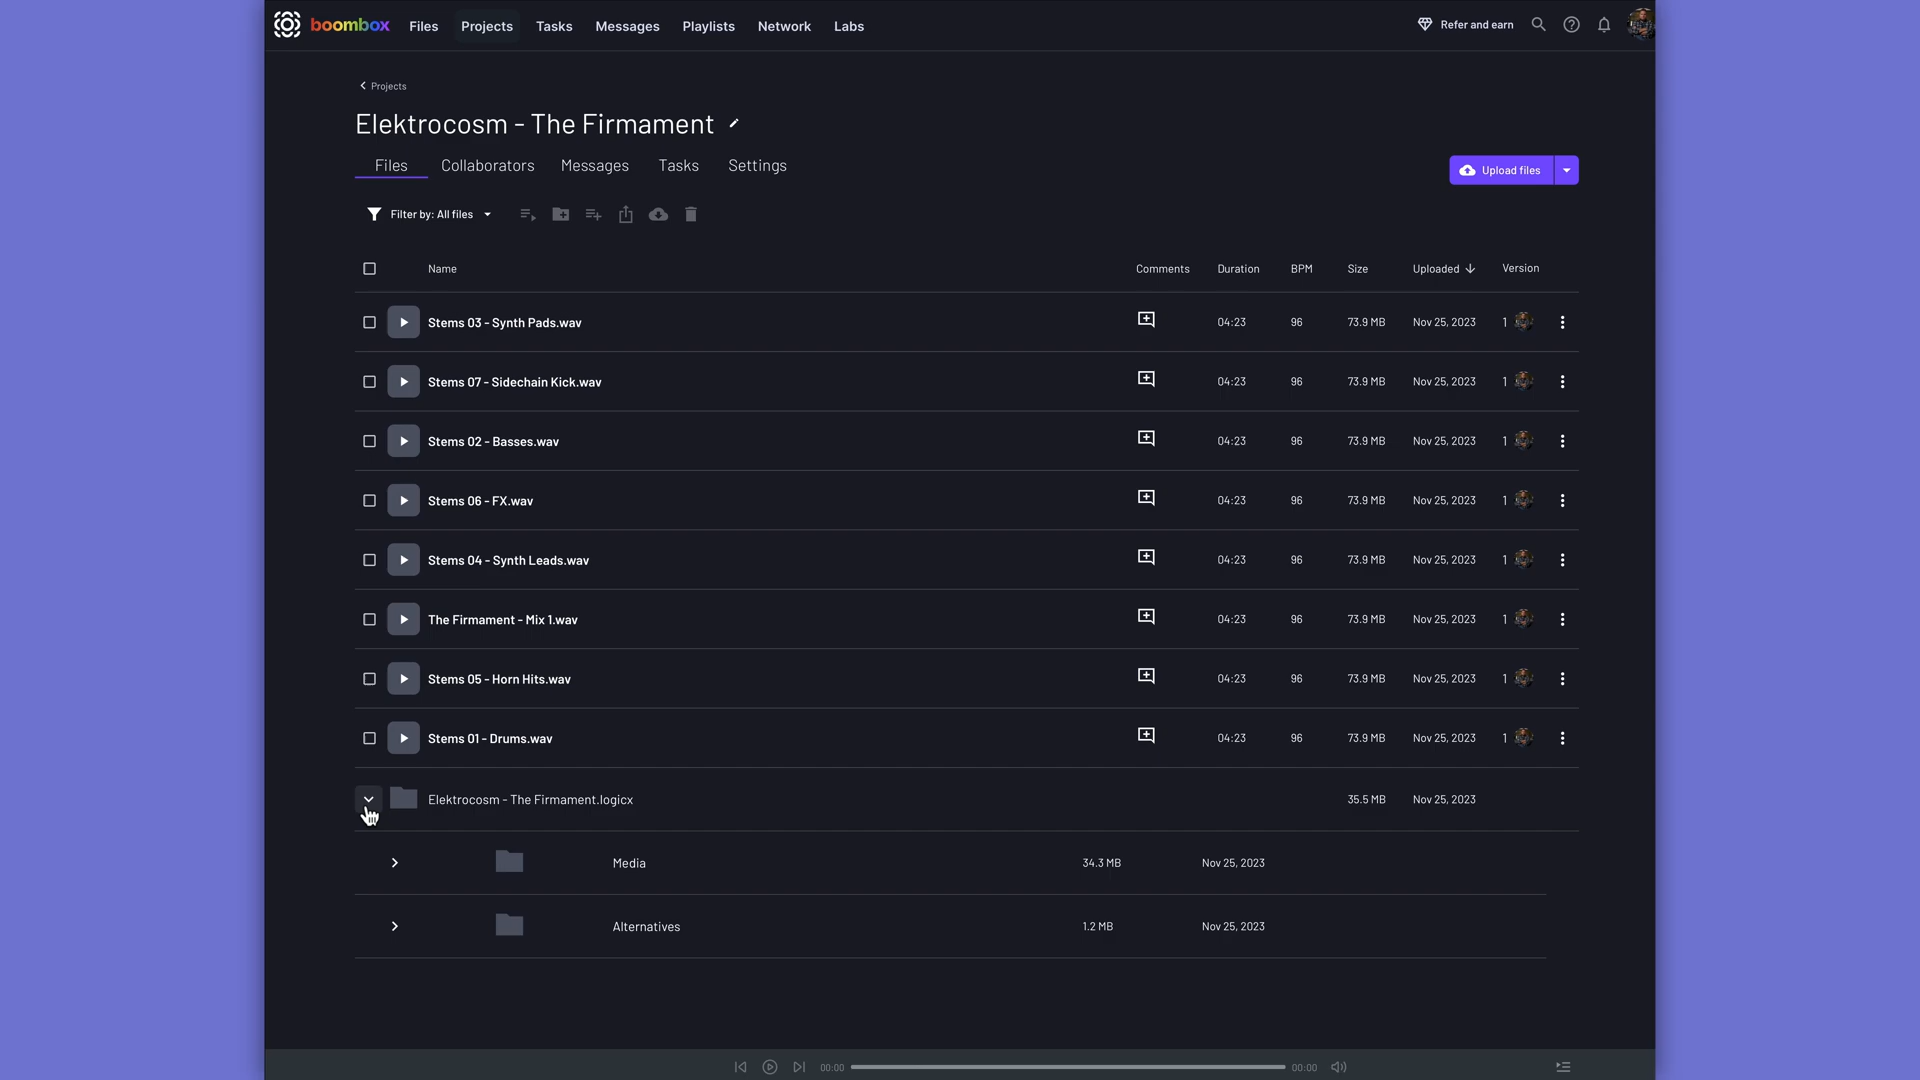 boombox Files Projects Tasks Messages Playlists Network Labs Refer and earn
Projects
Elektrocosm - The Firmament
Files Collaborators Messages Tasks Settings Upload files
Filter by: All files
Name Comments Duration BPM Size Uploaded Version
Stems 03 - Synth Pads.wav 04:23 96 73.9 MB Nov 25, 2023 1
Stems 07 - Sidechain Kick.wav 04:23 96 73.9 MB Nov 25, 2023 1
Stems 02 - Basses.wav 04:23 96 73.9 MB Nov 25, 2023 1
Stems 06 - FX.wav 04:23 96 73.9 MB Nov 25, 2023 1
Stems 04 - Synth Leads.wav 04:23 96 73.9 MB Nov 25, 2023 1
The Firmament - Mix 1.wav 04:23 96 73.9 MB Nov 25, 2023 1
Stems 05 - Horn Hits.wav 04:23 96 73.9 MB Nov 25, 2023 1
Stems 01 - Drums.wav 04:23 96 73.9 MB Nov 25, 2023 1
Elektrocosm - The Firmament.logicx 35.5 MB Nov 25, 2023
Media 34.3 MB Nov 25, 2023
Alternatives 1.2 MB Nov 25, 2023
00:00 00:00